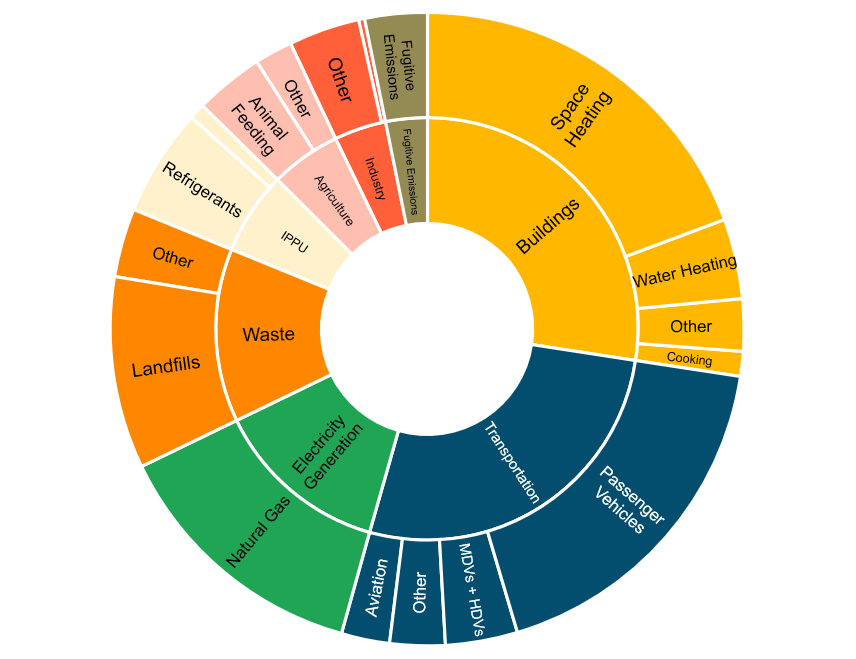 Fugitive
Emissions
Other
Other
Animal
Feeding
Refrigerants
Other
Landfills
Natural Gas
Aviation
Other
MDVs + HDVs
Passenger
Vehicles
Cooking
Other
Water Heating
Space
Heating
Buildings
Transportation
Electricity
Generation
Waste
IPPU
Agriculture
Industry
Fugitive Emissions